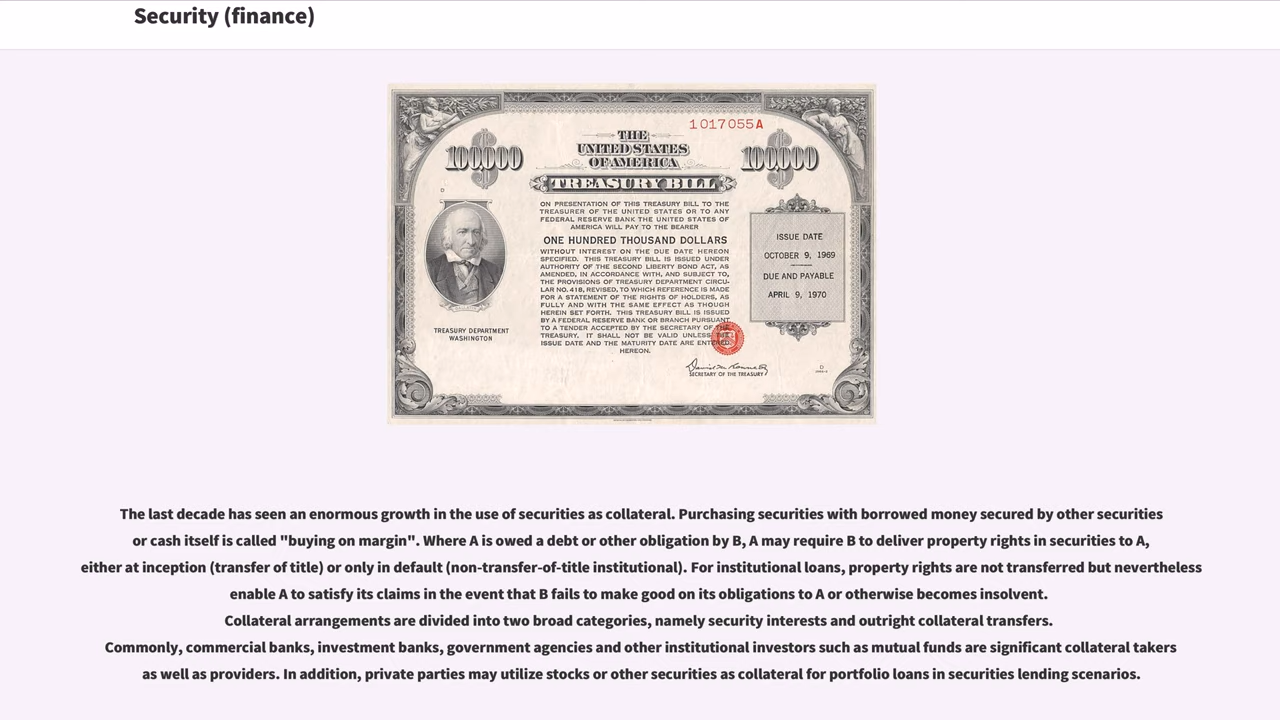 Security (finance)
1017055A
THE
UNITED STATES
OF AMERICA
100,000
100,000
TREASURY BILL
D
ON PRESENTATION OF THIS TREASURY BILL TO THE
TREASURER OF THE UNITED STATES OR TO ANY
FEDERAL RESERVE BANK THE UNITED STATES OF
AMERICA WILL PAY TO THE BEARER
ONE HUNDRED THOUSAND DOLLARS
WITHOUT INTEREST ON THE DUE DATE HEREON
SPECIFIED. THIS TREASURY BILL IS ISSUED UNDER
AUTHORITY OF THE SECOND LIBERTY BOND ACT, AS
AMENDED, IN ACCORDANCE WITH, AND SUBJECT TO,
THE PROVISIONS OF TREASURY DEPARTMENT CIRCU-
LAR NO. 418, REVISED, TO WHICH REFERENCE IS MADE
FOR A STATEMENT OF THE RIGHTS OF HOLDERS, AS
FULLY AND WITH THE SAME EFFECT AS THOUGH
HEREIN SET FORTH. THIS TREASURY BILL IS ISSUED
BY A FEDERAL RESERVE BANK OR BRANCH PURSUANT
TO A TENDER ACCEPTED BY THE SECRETARY OF THE
TREASURY. IT SHALL NOT BE VALID UNLESS THE
ISSUE DATE AND THE MATURITY DATE ARE ENTERED
HEREON.
ISSUE DATE
OCTOBER 9, 1969
DUE AND PAYABLE
APRIL 9, 1970
TREASURY DEPARTMENT
WASHINGTON
David M. Kennedy
SECRETARY OF THE TREASURY
D
The last decade has seen an enormous growth in the use of securities as collateral. Purchasing securities with borrowed money secured by other securities
or cash itself is called "buying on margin". Where A is owed a debt or other obligation by B, A may require B to deliver property rights in securities to A,
either at inception (transfer of title) or only in default (non-transfer-of-title institutional). For institutional loans, property rights are not transferred but nevertheless
enable A to satisfy its claims in the event that B fails to make good on its obligations to A or otherwise becomes insolvent.
Collateral arrangements are divided into two broad categories, namely security interests and outright collateral transfers.
Commonly, commercial banks, investment banks, government agencies and other institutional investors such as mutual funds are significant collateral takers
as well as providers. In addition, private parties may utilize stocks or other securities as collateral for portfolio loans in securities lending scenarios.